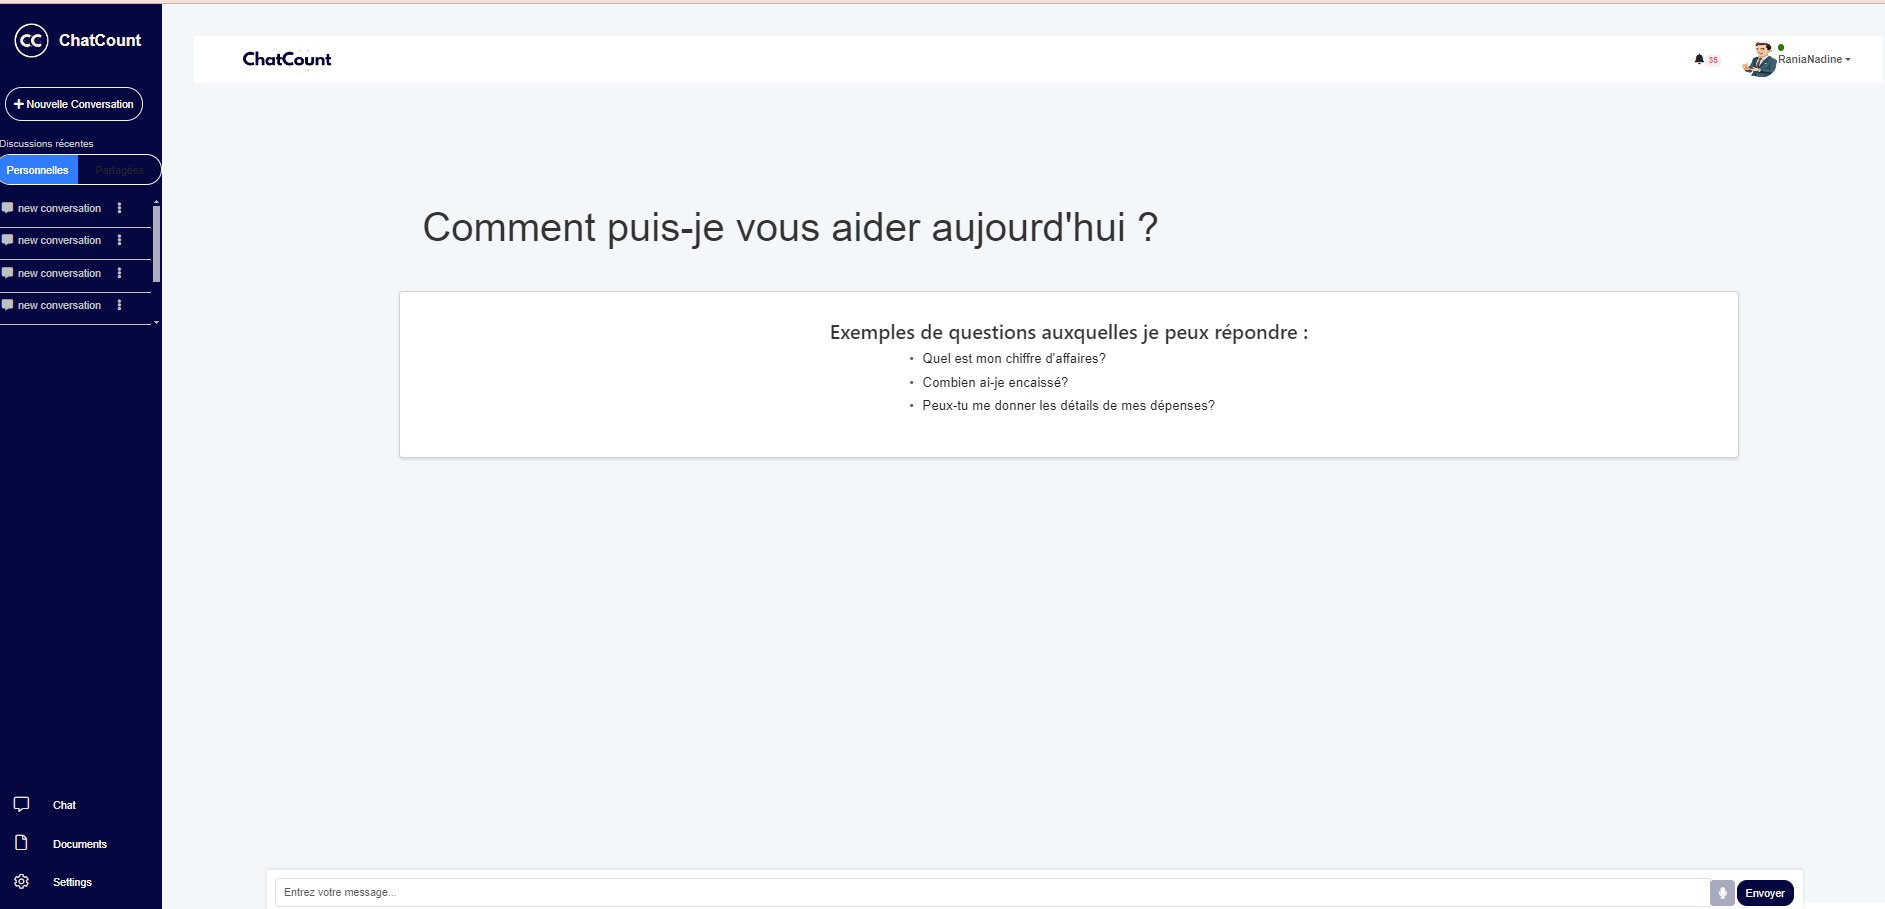 CC ChatCount
Nouvelle Conversation
Discussions récentes
Personnelles Partagées
new conversation
new conversation
new conversation
new conversation
Chat
Documents
Settings
ChatCount
35
RaniaNadine
Comment puis-je vous aider aujourd'hui ?
Exemples de questions auxquelles je peux répondre :
• Quel est mon chiffre d'affaires?
• Combien ai-je encaissé?
• Peux-tu me donner les détails de mes dépenses?
Entrez votre message...
Envoyer